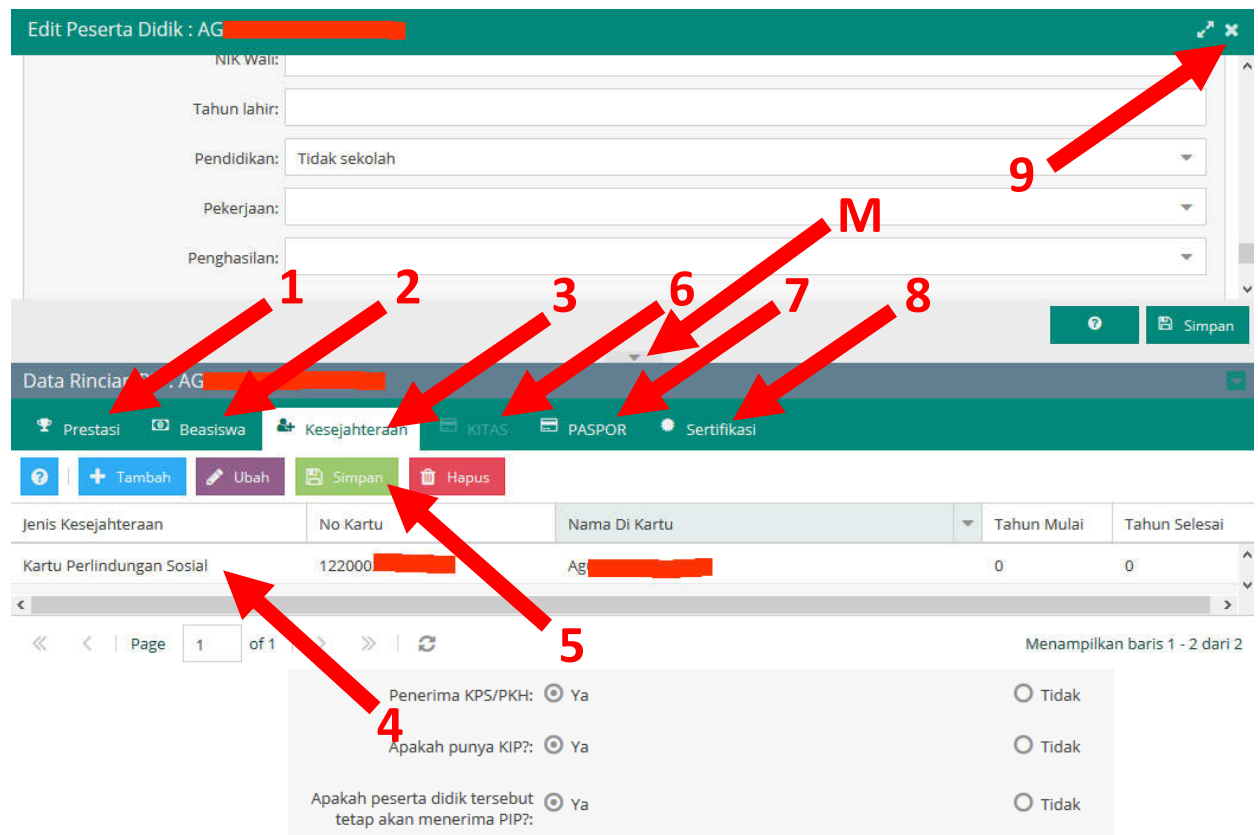 Edit Peserta Didik : AG
NIK Wali:
Tahun lahir:
Pendidikan: Tidak sekolah
9
Pekerjaan:
M
Penghasilan:
1 2 3 6 7 8
Simpan
Data Rincian : AG
Prestasi Beasiswa Kesejahteraan KITAS PASPOR Sertifikasi
Tambah Ubah Simpan Hapus
Jenis Kesejahteraan No Kartu Nama Di Kartu Tahun Mulai Tahun Selesai
Kartu Perlindungan Sosial 122000 Ag 0 0
Page 1 of 1 Menampilkan baris 1 - 2 dari 2
5
Penerima KPS/PKH: Ya Tidak
4
Apakah punya KIP?: Ya Tidak
Apakah peserta didik tersebut
tetap akan menerima PIP?: Ya Tidak